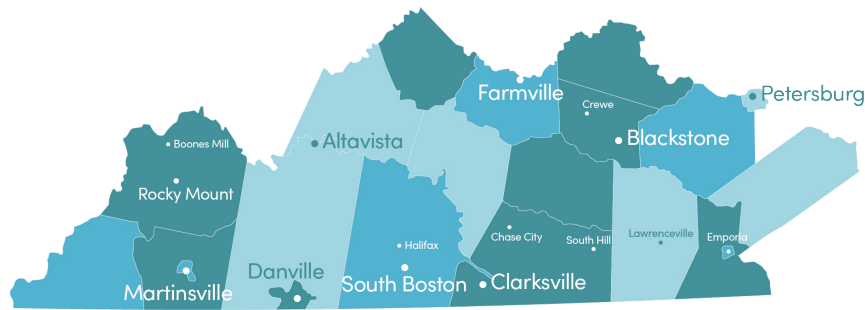 Petersburg
Farmville
Crewe
Blackstone
Boones Mill
Altavista
Rocky Mount
Chase City
South Hill
Lawrenceville
Emporia
Halifax
Danville
South Boston
Clarksville
Martinsville